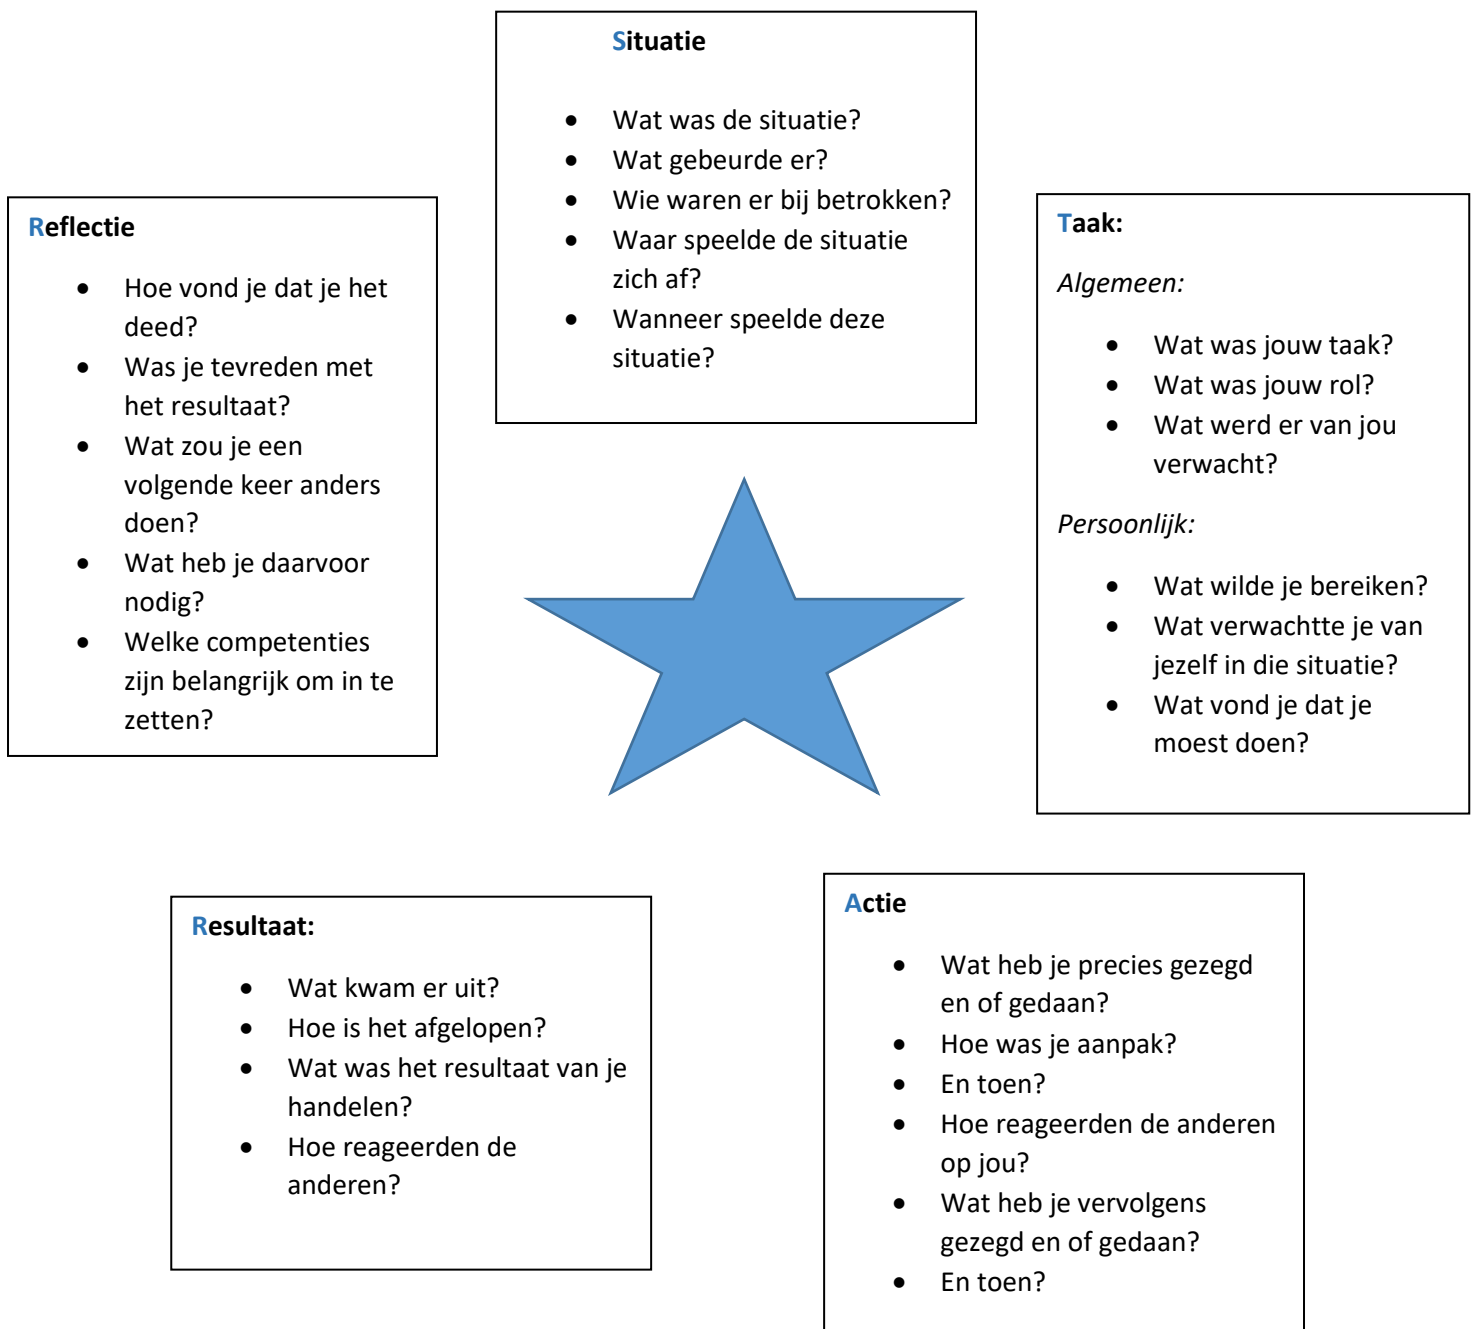 Situatie
• Wat was de situatie?
• Wat gebeurde er?
• Wie waren er bij betrokken?
• Waar speelde de situatie
zich af?
• Wanneer speelde deze
situatie?
Taak:
Algemeen:
• Wat was jouw taak?
• Wat was jouw rol?
• Wat werd er van jou
verwacht?
Persoonlijk:
• Wat wilde je bereiken?
• Wat verwachtte je van
jezelf in die situatie?
• Wat vond je dat je
moest doen?
Actie
• Wat heb je precies gezegd
en of gedaan?
• Hoe was je aanpak?
• En toen?
• Hoe reageerden de anderen
op jou?
• Wat heb je vervolgens
gezegd en of gedaan?
• En toen?
Resultaat:
• Wat kwam er uit?
• Hoe is het afgelopen?
• Wat was het resultaat van je
handelen?
• Hoe reageerden de
anderen?
Reflectie
• Hoe vond je dat je het
deed?
• Was je tevreden met
het resultaat?
• Wat zou je een
volgende keer anders
doen?
• Wat heb je daarvoor
nodig?
• Welke competenties
zijn belangrijk om in te
zetten?